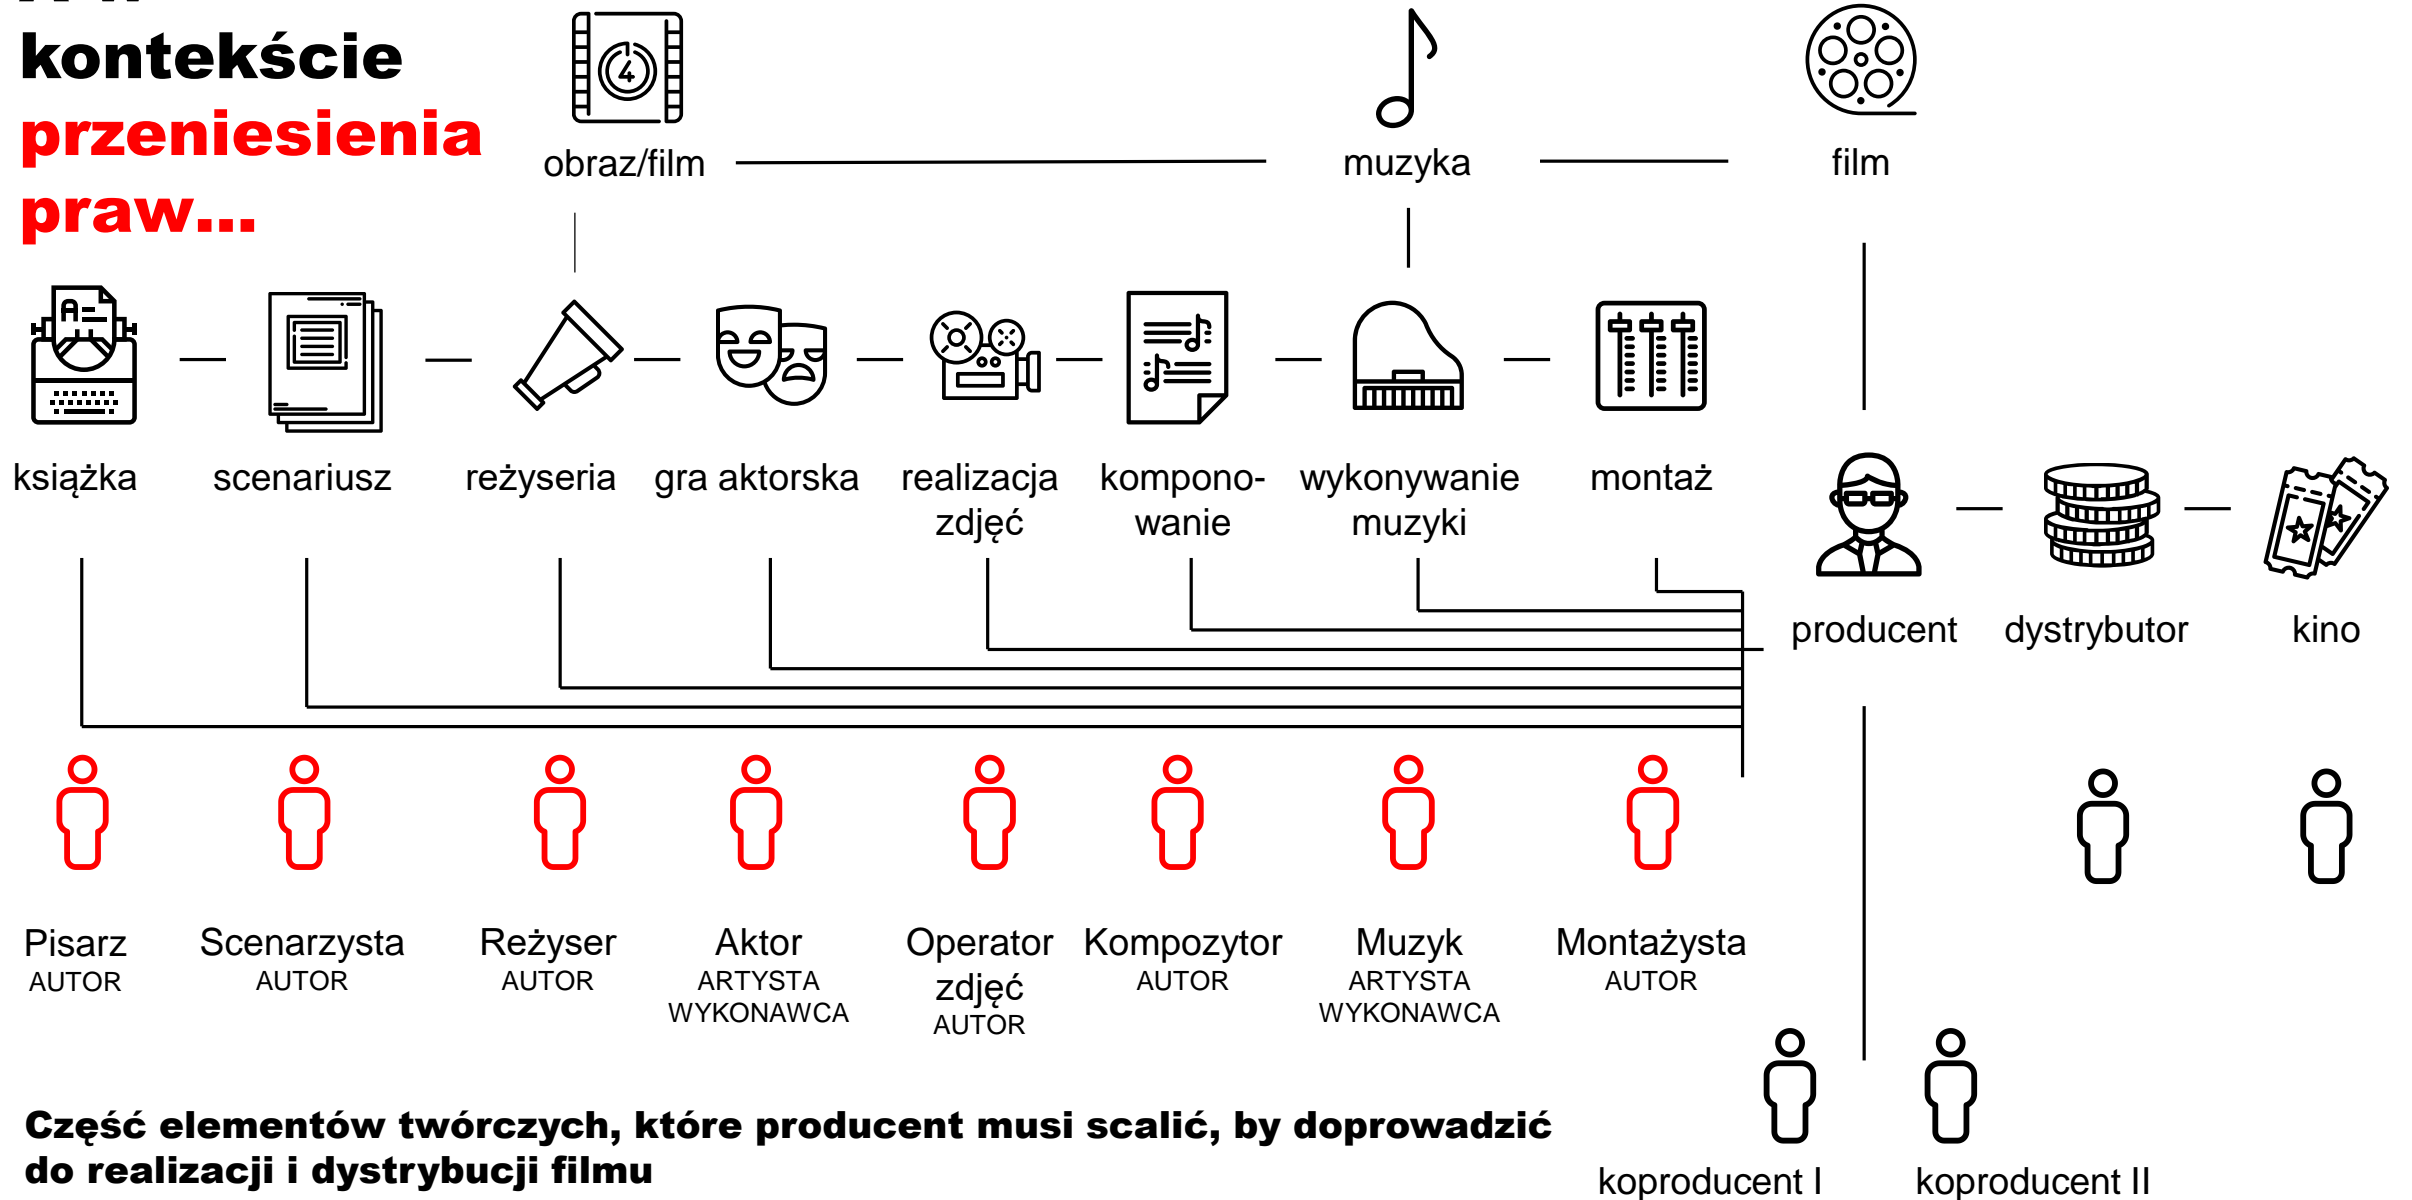 kontekście
przeniesienia
praw...
4
obraz/film
muzyka
film
A
książka
scenariusz
reżyseria
gra aktorska
realizacja
zdjęć
kompono-
wanie
wykonywanie
muzyki
montaż
producent
dystrybutor
kino
Pisarz
AUTOR
Scenarzysta
AUTOR
Reżyser
AUTOR
Aktor
ARTYSTA
WYKONAWCA
Operator
zdjęć
AUTOR
Kompozytor
AUTOR
Muzyk
ARTYSTA
WYKONAWCA
Montażysta
AUTOR
Część elementów twórczych, które producent musi scalić, by doprowadzić
do realizacji i dystrybucji filmu
koproducent I
koproducent II